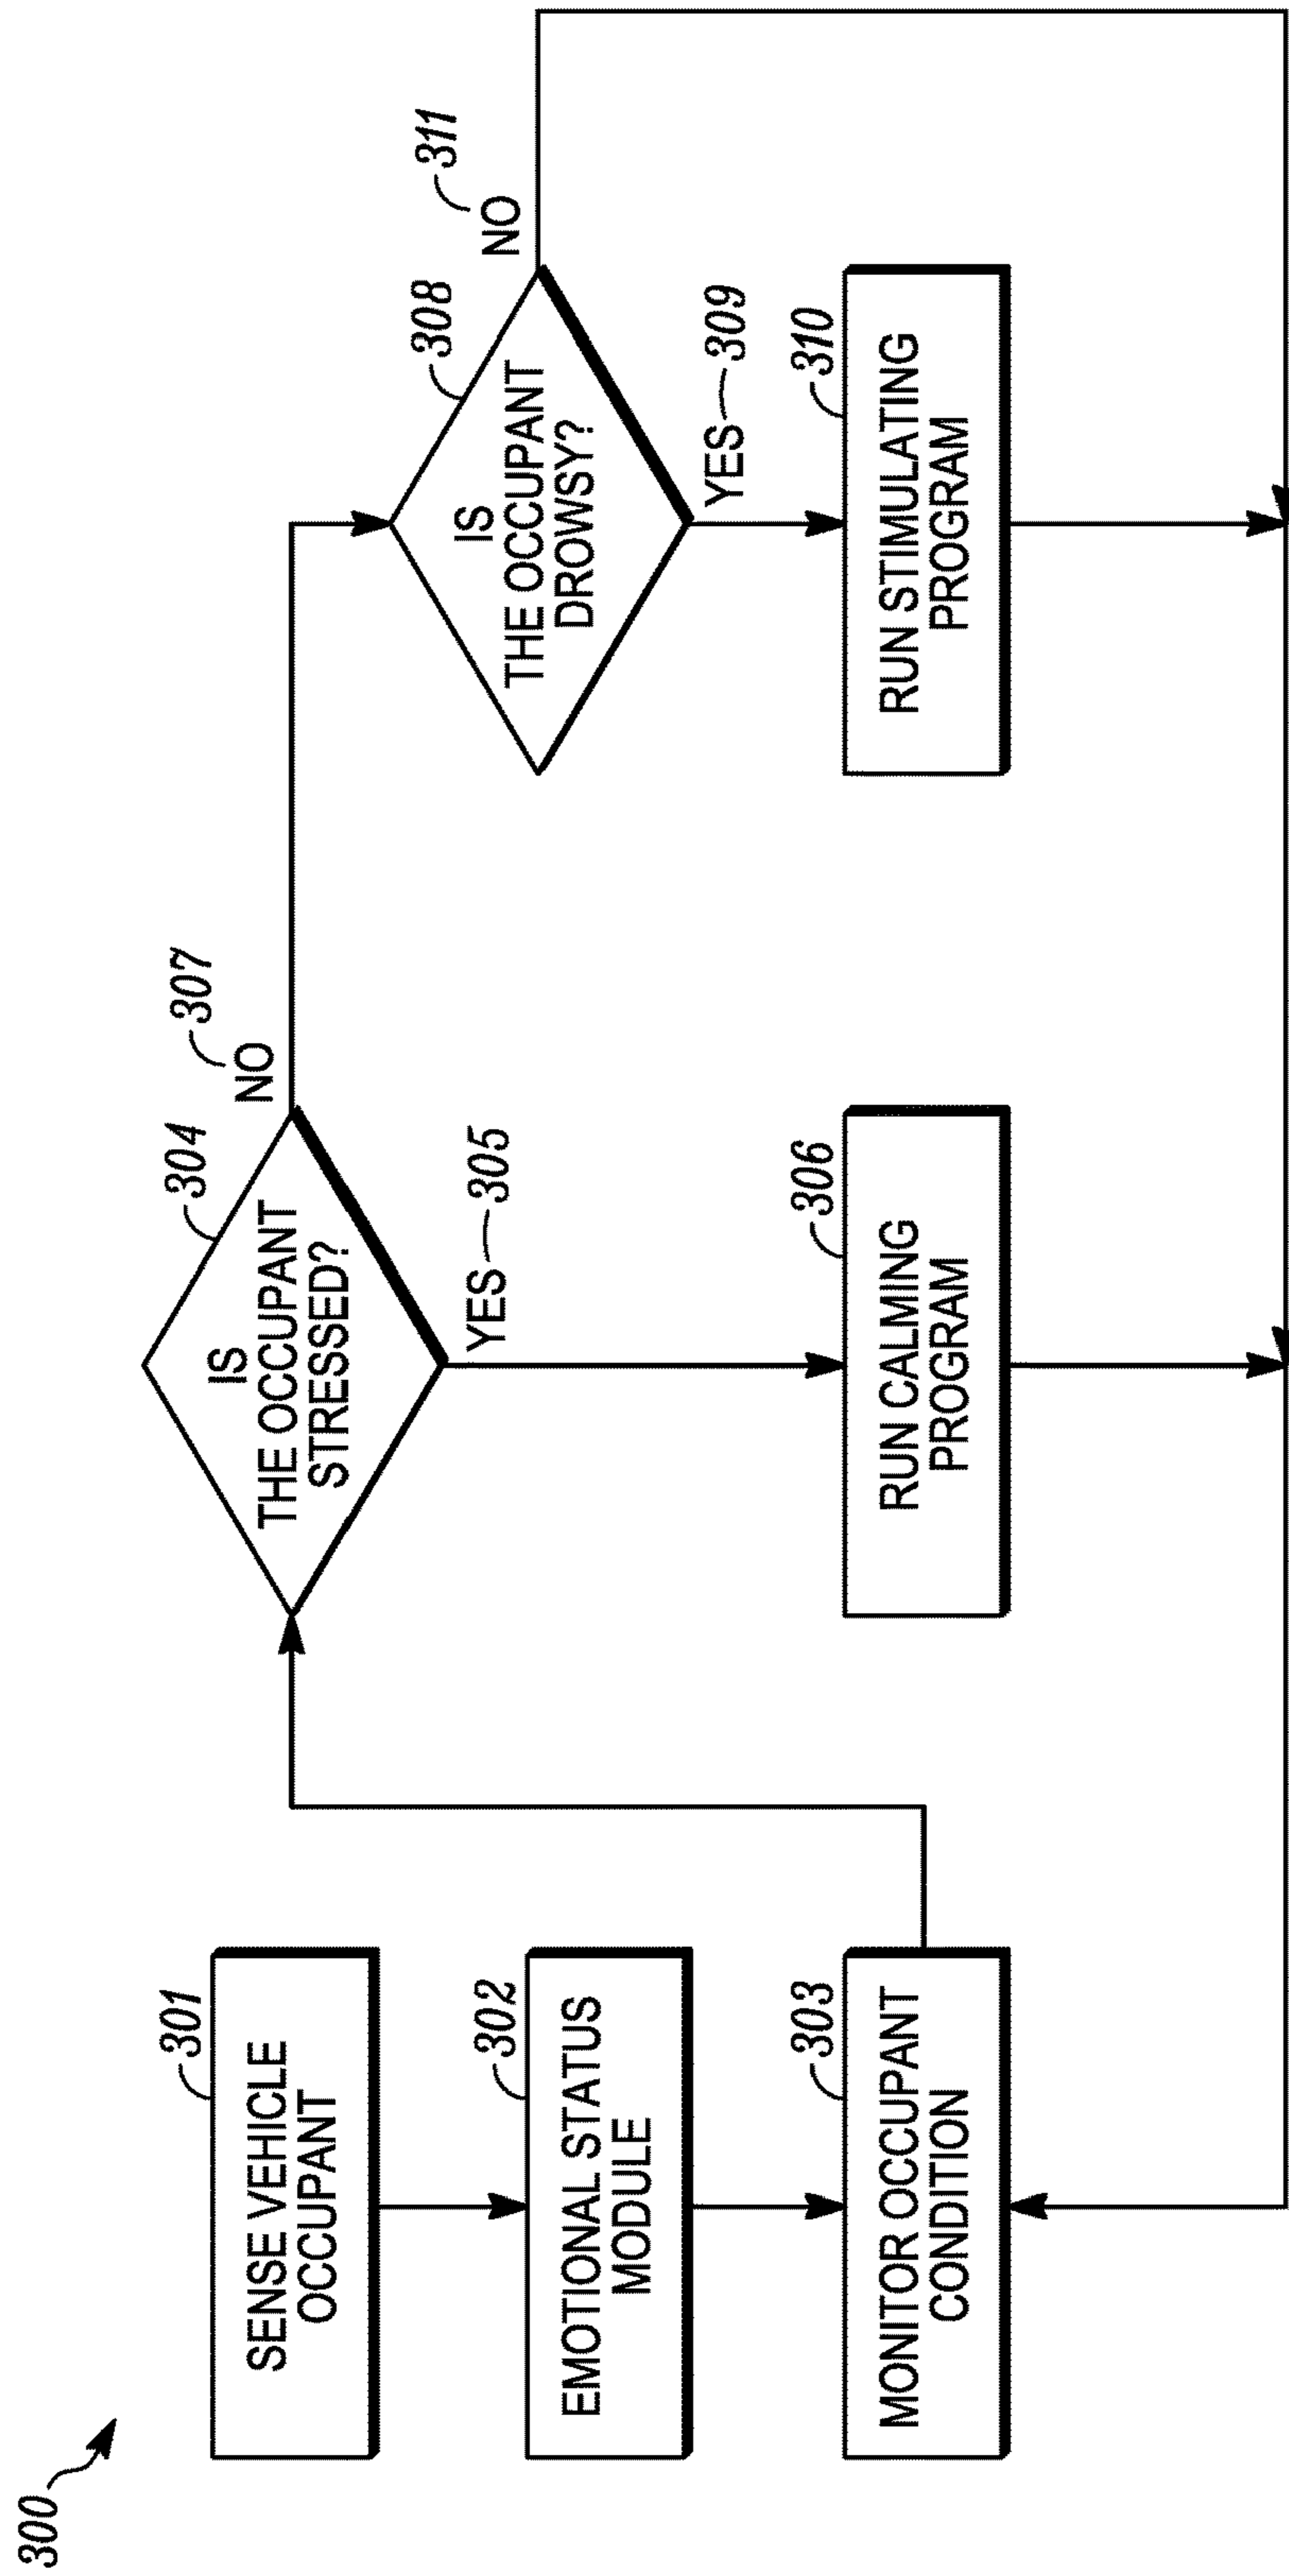 300
301
SENSE VEHICLE
OCCUPANT
302
EMOTIONAL STATUS
MODULE
303
MONITOR OCCUPANT
CONDITION
304
IS
THE OCCUPANT
STRESSED?
NO
307
YES
305
306
RUN CALMING
PROGRAM
308
IS
THE OCCUPANT
DROWSY?
NO
311
YES
309
310
RUN STIMULATING
PROGRAM